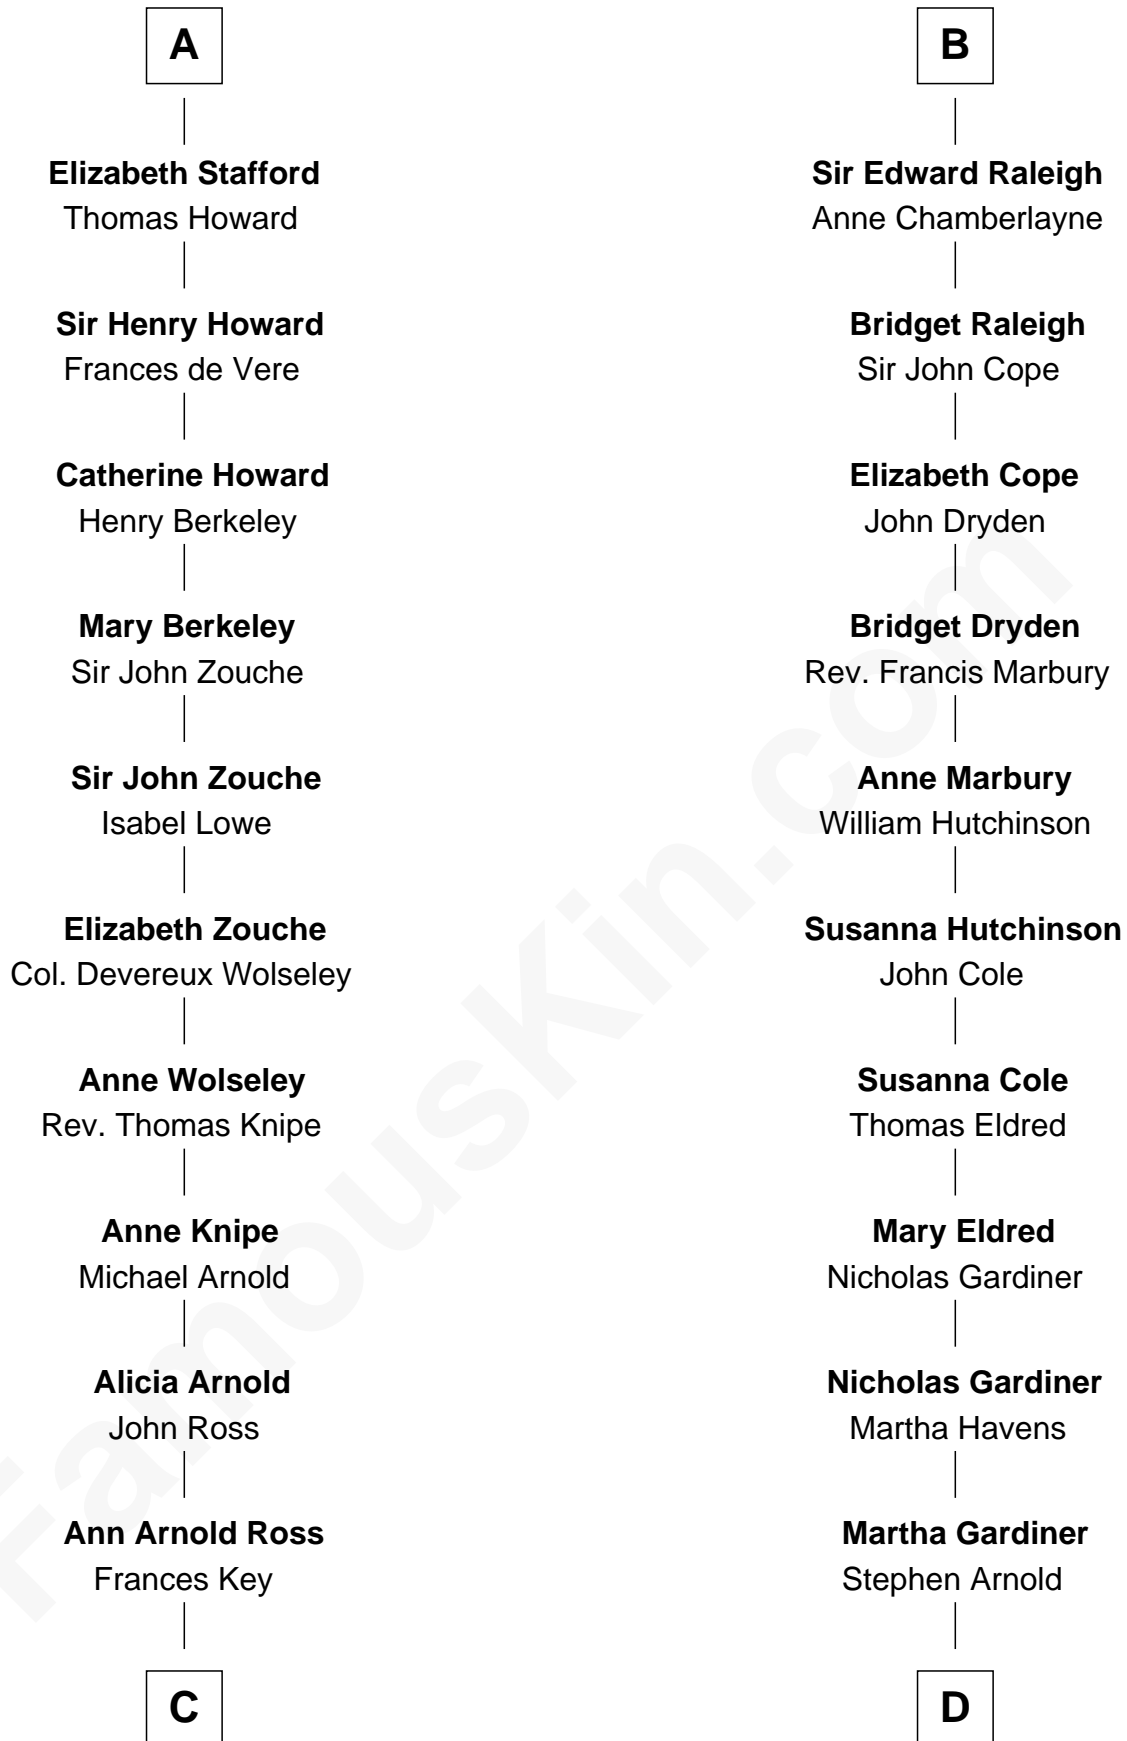 A
Elizabeth Stafford
Thomas Howard
Sir Henry Howard
Frances de Vere
Catherine Howard
Henry Berkeley
Mary Berkeley
Sir John Zouche
Sir John Zouche
Isabel Lowe
Elizabeth Zouche
Col. Devereux Wolseley
Anne Wolseley
Rev. Thomas Knipe
Anne Knipe
Michael Arnold
Alicia Arnold
John Ross
Ann Arnold Ross
Frances Key
C
B
Sir Edward Raleigh
Anne Chamberlayne
Bridget Raleigh
Sir John Cope
Elizabeth Cope
John Dryden
Bridget Dryden
Rev. Francis Marbury
Anne Marbury
William Hutchinson
Susanna Hutchinson
John Cole
Susanna Cole
Thomas Eldred
Mary Eldred
Nicholas Gardiner
Nicholas Gardiner
Martha Havens
Martha Gardiner
Stephen Arnold
D
FamousKin.com